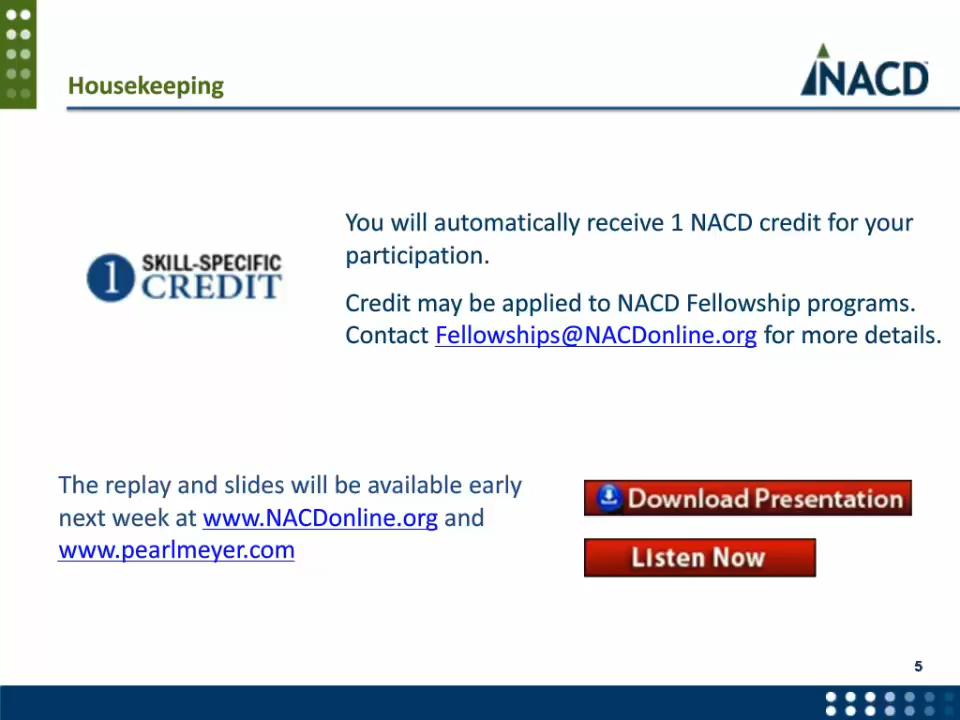 Housekeeping
NACD
You will automatically receive 1 NACD credit for your
participation.
1 SKILL-SPECIFIC
CREDIT
Credit may be applied to NACD Fellowship programs.
Contact Fellowships@NACDonline.org for more details.
The replay and slides will be available early
next week at www.NACDonline.org and
www.pearlmeyer.com
Download Presentation
Listen Now
5